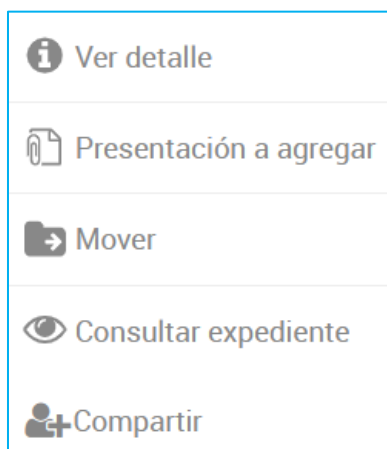 Ver detalle
Presentación a agregar
Mover
Consultar expediente
Compartir